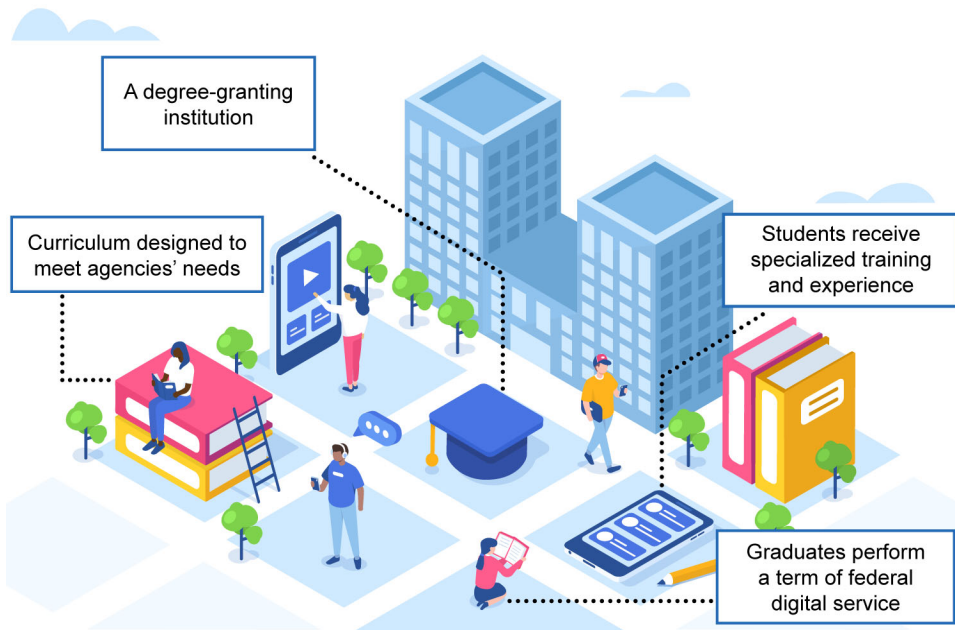 A degree-granting
institution
Curriculum designed to
meet agencies’ needs
Students receive
specialized training
and experience
Graduates perform
a term of federal
digital service